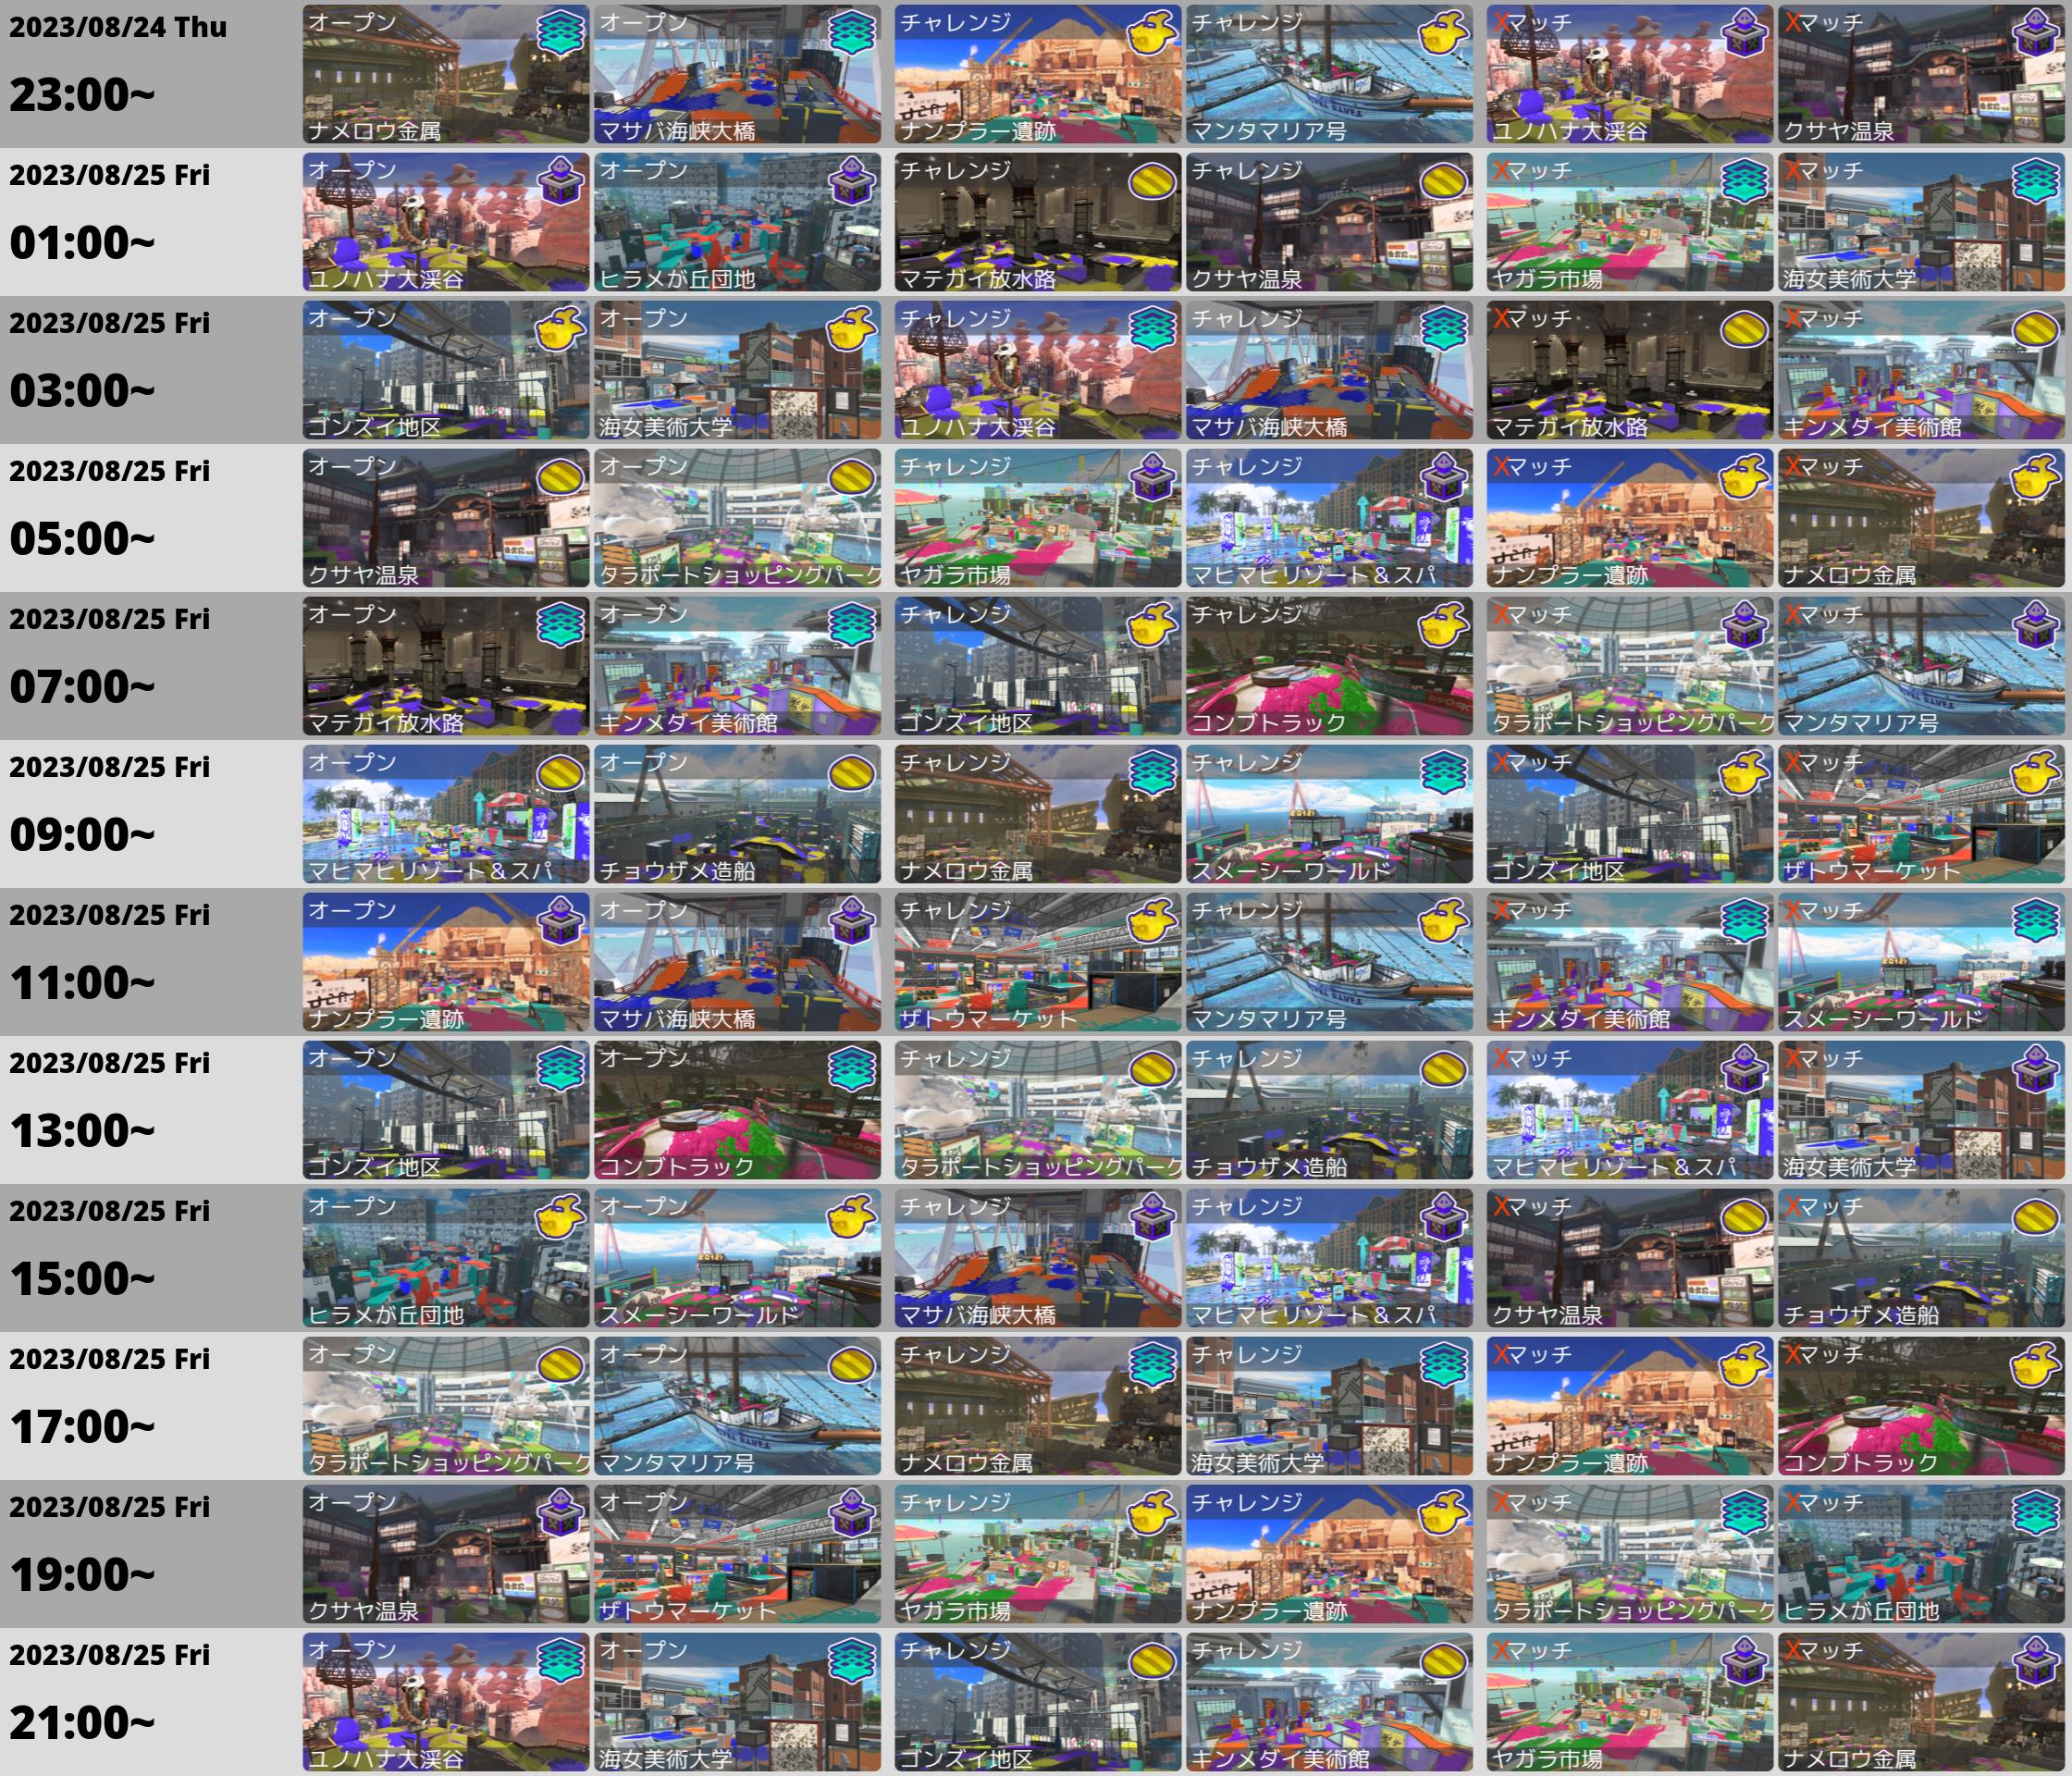 2023/08/24 Thu
23:00~
オープン
ナメロウ金属
オープン
マサバ海峡大橋
チャレンジ
ナンプラー遺跡
チャレンジ
マンタマリア号
Xマッチ
ユノハナ大渓谷
Xマッチ
クサヤ温泉
2023/08/25 Fri
01:00~
オープン
ユノハナ大渓谷
オープン
ヒラメが丘団地
チャレンジ
マテガイ放水路
チャレンジ
クサヤ温泉
Xマッチ
ヤガラ市場
Xマッチ
海女美術大学
2023/08/25 Fri
03:00~
オープン
ゴンズイ地区
オープン
海女美術大学
チャレンジ
ユノハナ大渓谷
チャレンジ
マサバ海峡大橋
Xマッチ
マテガイ放水路
Xマッチ
キンメダイ美術館
2023/08/25 Fri
05:00~
オープン
クサヤ温泉
オープン
タラポートショッピングパーク
チャレンジ
ヤガラ市場
チャレンジ
マヒマヒリゾート＆スパ
Xマッチ
ナンプラー遺跡
Xマッチ
ナメロウ金属
2023/08/25 Fri
07:00~
オープン
マテガイ放水路
オープン
キンメダイ美術館
チャレンジ
ゴンズイ地区
チャレンジ
コンブトラック
Xマッチ
タラポートショッピングパーク
Xマッチ
マンタマリア号
2023/08/25 Fri
09:00~
オープン
マヒマヒリゾート＆スパ
オープン
チョウザメ造船
チャレンジ
ナメロウ金属
チャレンジ
スメーシーワールド
Xマッチ
ゴンズイ地区
Xマッチ
ザトウマーケット
2023/08/25 Fri
11:00~
オープン
ナンプラー遺跡
オープン
マサバ海峡大橋
チャレンジ
ザトウマーケット
チャレンジ
マンタマリア号
Xマッチ
キンメダイ美術館
Xマッチ
スメーシーワールド
2023/08/25 Fri
13:00~
オープン
ゴンズイ地区
オープン
コンブトラック
チャレンジ
タラポートショッピングパーク
チャレンジ
チョウザメ造船
Xマッチ
マヒマヒリゾート＆スパ
Xマッチ
海女美術大学
2023/08/25 Fri
15:00~
オープン
ヒラメが丘団地
オープン
スメーシーワールド
チャレンジ
マサバ海峡大橋
チャレンジ
マヒマヒリゾート＆スパ
Xマッチ
クサヤ温泉
Xマッチ
チョウザメ造船
2023/08/25 Fri
17:00~
オープン
タラポートショッピングパーク
オープン
マンタマリア号
チャレンジ
ナメロウ金属
チャレンジ
海女美術大学
Xマッチ
ナンプラー遺跡
Xマッチ
コンブトラック
2023/08/25 Fri
19:00~
オープン
クサヤ温泉
オープン
ザトウマーケット
チャレンジ
ヤガラ市場
チャレンジ
ナンプラー遺跡
Xマッチ
タラポートショッピングパーク
Xマッチ
ヒラメが丘団地
2023/08/25 Fri
21:00~
オープン
ユノハナ大渓谷
オープン
海女美術大学
チャレンジ
ゴンズイ地区
チャレンジ
キンメダイ美術館
Xマッチ
ヤガラ市場
Xマッチ
ナメロウ金属